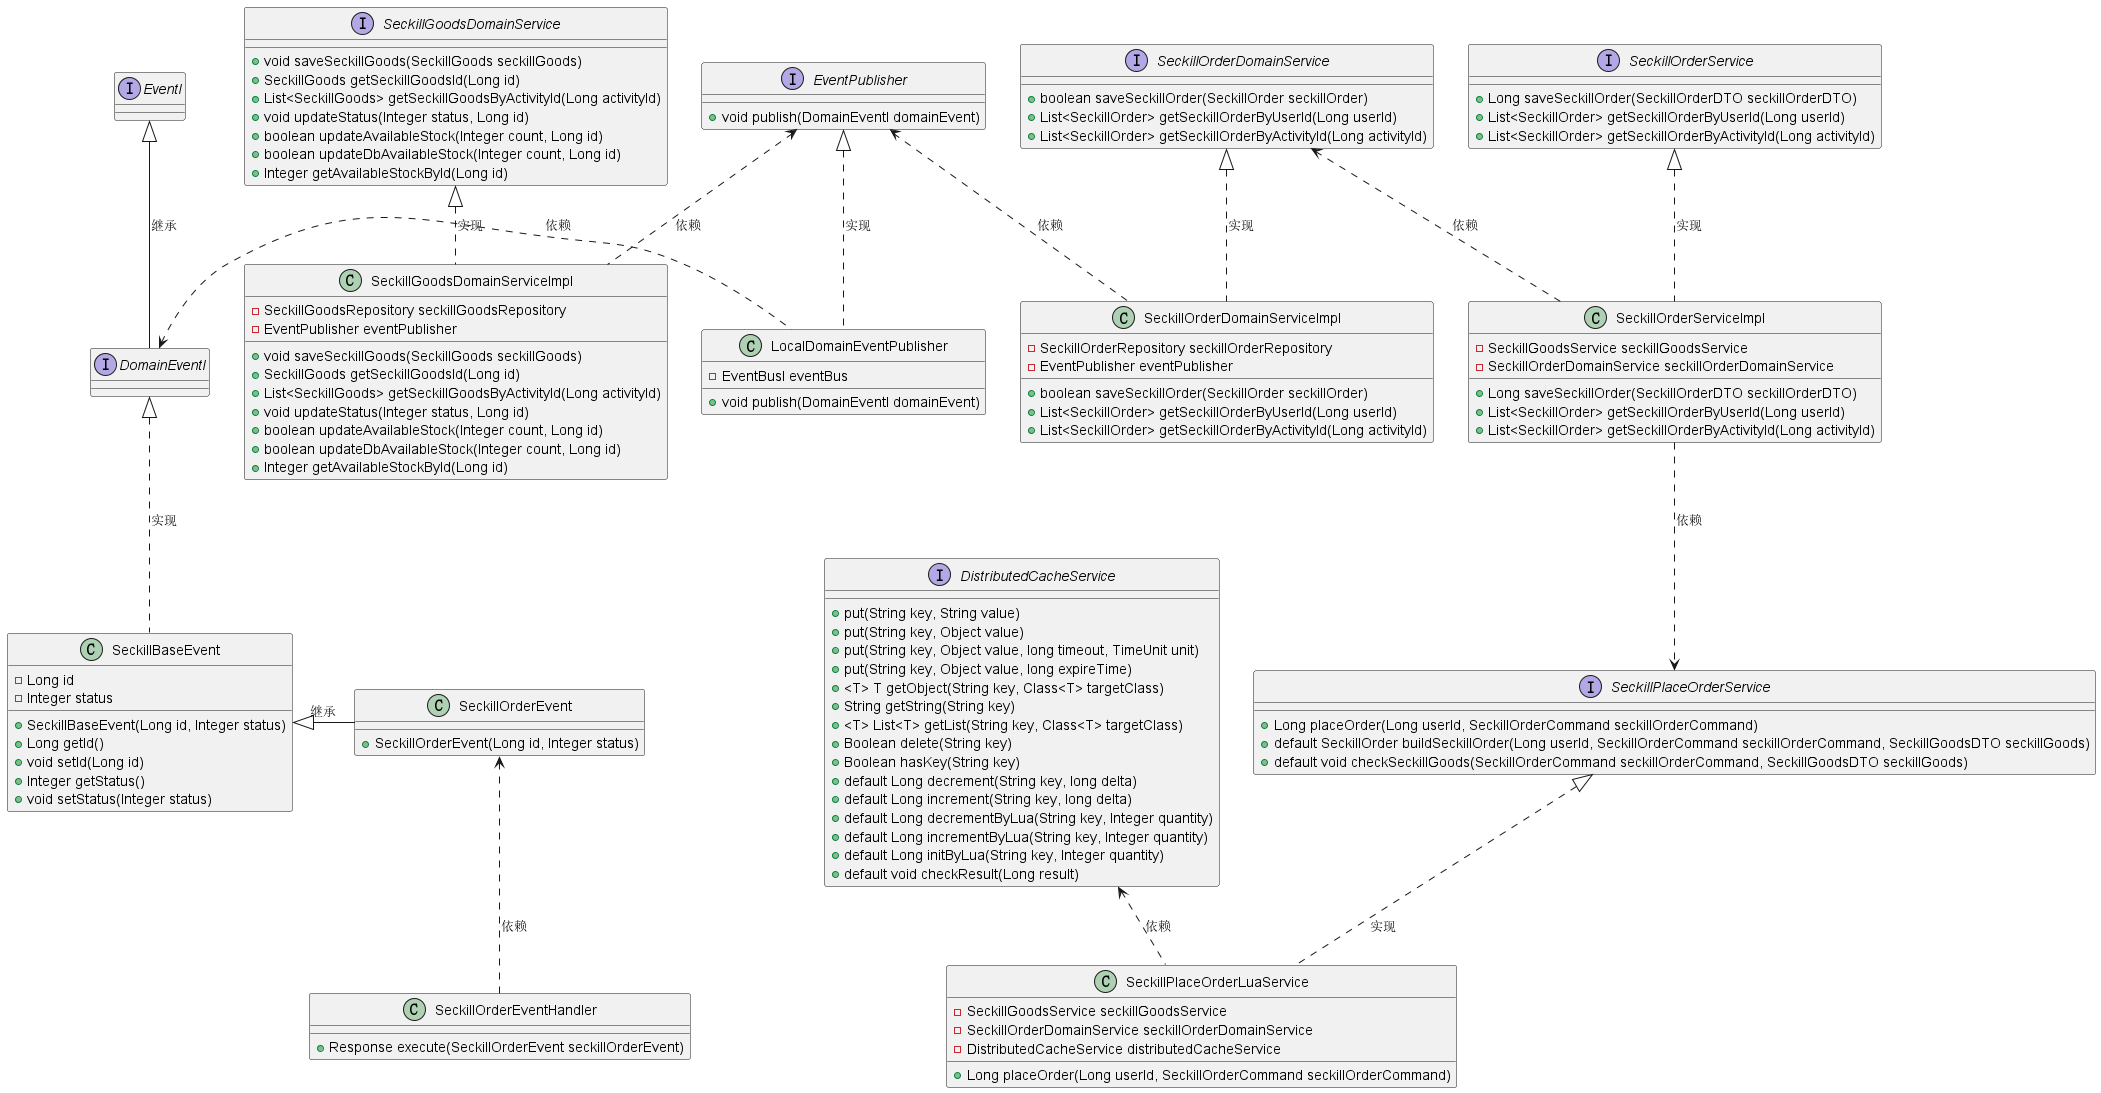 I SeckillGoodsDomainService
void saveSeckillGoods(SeckillGoods seckillGoods)
SeckillGoods getSeckillGoodsId(Long id)
List<SeckillGoods> getSeckillGoodsByActivityId(Long activityId)
void updateStatus(Integer status, Long id)
boolean updateAvailableStock(Integer count, Long id)
boolean updateDbAvailableStock(Integer count, Long id)
Integer getAvailableStockById(Long id)
I EventI
I EventPublisher
void publish(DomainEventI domainEvent)
I SeckillOrderDomainService
boolean saveSeckillOrder(SeckillOrder seckillOrder)
List<SeckillOrder> getSeckillOrderByUserId(Long userId)
List<SeckillOrder> getSeckillOrderByActivityId(Long activityId)
I SeckillOrderService
Long saveSeckillOrder(SeckillOrderDTO seckillOrderDTO)
List<SeckillOrder> getSeckillOrderByUserId(Long userId)
List<SeckillOrder> getSeckillOrderByActivityId(Long activityId)
继承
实现
依赖
依赖
实现
依赖
实现
依赖
实现
I DomainEventI
C SeckillGoodsDomainServiceImpl
SeckillGoodsRepository seckillGoodsRepository
EventPublisher eventPublisher
void saveSeckillGoods(SeckillGoods seckillGoods)
SeckillGoods getSeckillGoodsId(Long id)
List<SeckillGoods> getSeckillGoodsByActivityId(Long activityId)
void updateStatus(Integer status, Long id)
boolean updateAvailableStock(Integer count, Long id)
boolean updateDbAvailableStock(Integer count, Long id)
Integer getAvailableStockById(Long id)
C LocalDomainEventPublisher
EventBusI eventBus
void publish(DomainEventI domainEvent)
C SeckillOrderDomainServiceImpl
SeckillOrderRepository seckillOrderRepository
EventPublisher eventPublisher
boolean saveSeckillOrder(SeckillOrder seckillOrder)
List<SeckillOrder> getSeckillOrderByUserId(Long userId)
List<SeckillOrder> getSeckillOrderByActivityId(Long activityId)
C SeckillOrderServiceImpl
SeckillGoodsService seckillGoodsService
SeckillOrderDomainService seckillOrderDomainService
Long saveSeckillOrder(SeckillOrderDTO seckillOrderDTO)
List<SeckillOrder> getSeckillOrderByUserId(Long userId)
List<SeckillOrder> getSeckillOrderByActivityId(Long activityId)
实现
依赖
C SeckillBaseEvent
Long id
Integer status
SeckillBaseEvent(Long id, Integer status)
Long getId()
void setId(Long id)
Integer getStatus()
void setStatus(Integer status)
继承
C SeckillOrderEvent
SeckillOrderEvent(Long id, Integer status)
I DistributedCacheService
put(String key, String value)
put(String key, Object value)
put(String key, Object value, long timeout, TimeUnit unit)
put(String key, Object value, long expireTime)
<T> T getObject(String key, Class<T> targetClass)
String getString(String key)
<T> List<T> getList(String key, Class<T> targetClass)
Boolean delete(String key)
Boolean hasKey(String key)
default Long decrement(String key, long delta)
default Long increment(String key, long delta)
default Long decrementByLua(String key, Integer quantity)
default Long incrementByLua(String key, Integer quantity)
default Long initByLua(String key, Integer quantity)
default void checkResult(Long result)
I SeckillPlaceOrderService
Long placeOrder(Long userId, SeckillOrderCommand seckillOrderCommand)
default SeckillOrder buildSeckillOrder(Long userId, SeckillOrderCommand seckillOrderCommand, SeckillGoodsDTO seckillGoods)
default void checkSeckillGoods(SeckillOrderCommand seckillOrderCommand, SeckillGoodsDTO seckillGoods)
依赖
依赖
实现
C SeckillOrderEventHandler
Response execute(SeckillOrderEvent seckillOrderEvent)
C SeckillPlaceOrderLuaService
SeckillGoodsService seckillGoodsService
SeckillOrderDomainService seckillOrderDomainService
DistributedCacheService distributedCacheService
Long placeOrder(Long userId, SeckillOrderCommand seckillOrderCommand)